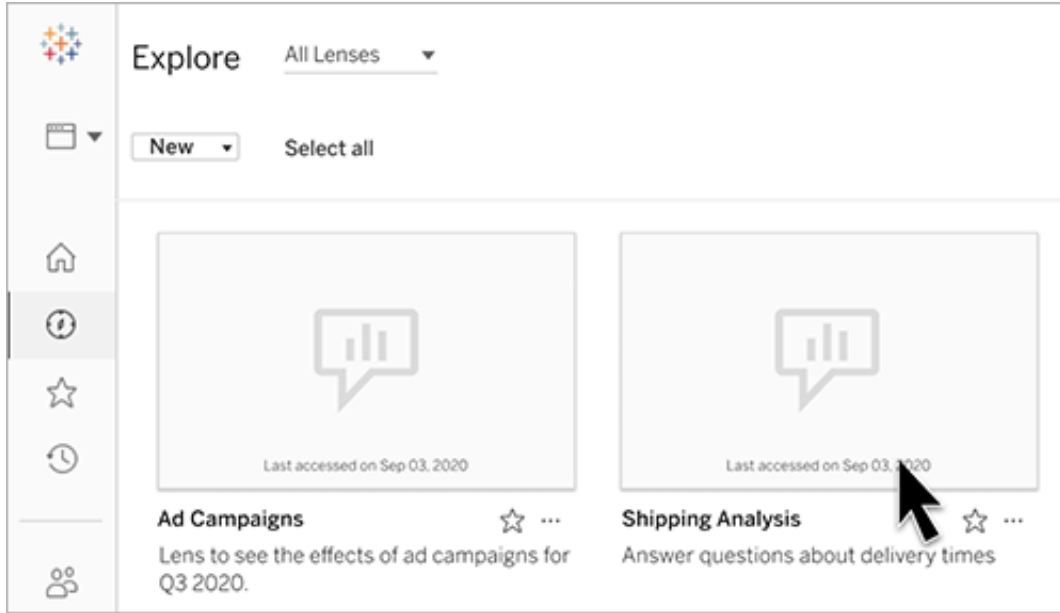 Explore
All Lenses
New
Select all
Last accessed on Sep 03, 2020
Last accessed on Sep 03, 2020
Ad Campaigns
Lens to see the effects of ad campaigns for
Q3 2020.
Shipping Analysis
Answer questions about delivery times